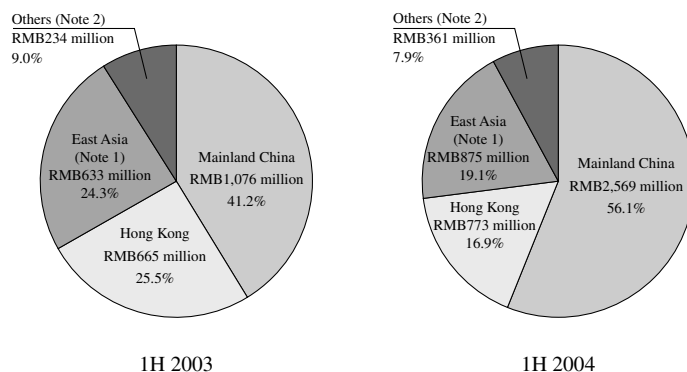 Others (Note 2)
RMB234 million
9.0%
East Asia
(Note 1)
RMB633 million
24.3%
Mainland China
RMB1,076 million
41.2%
Hong Kong
RMB665 million
25.5%
1H 2003
Others (Note 2)
RMB361 million
7.9%
East Asia
(Note 1)
RMB875 million
19.1%
Mainland China
RMB2,569 million
56.1%
Hong Kong
RMB773 million
16.9%
1H 2004